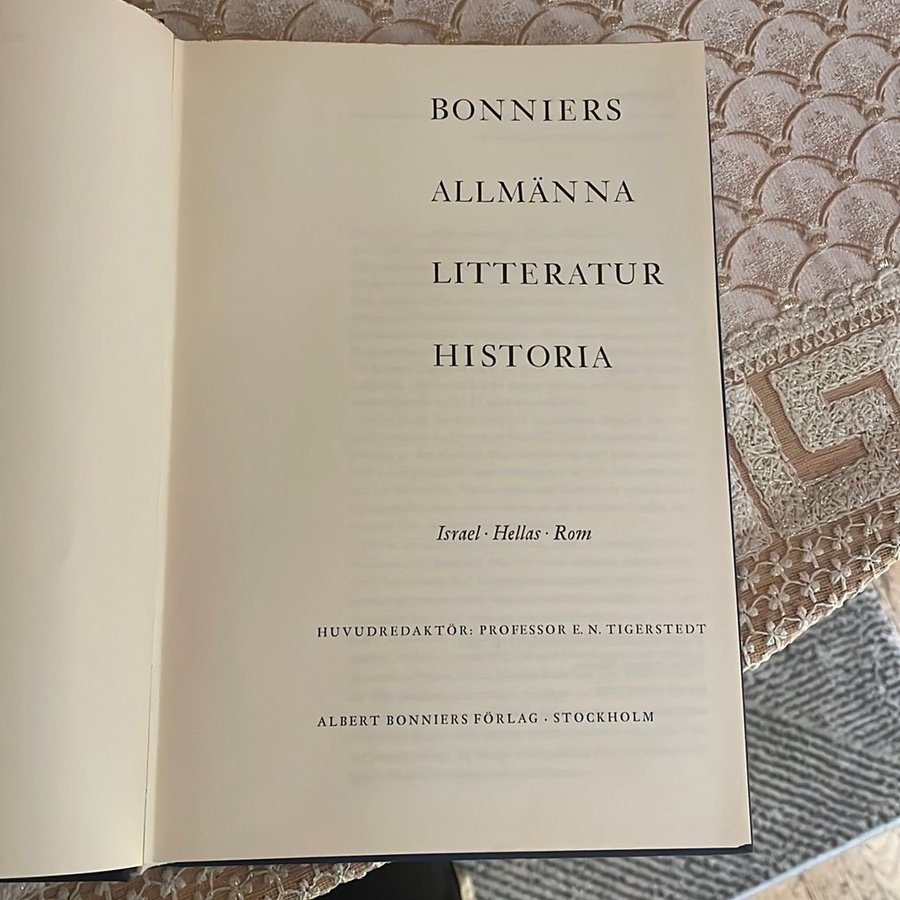 BONNIERS
ALLMÄNNA
LITTERATUR
HISTORIA
Israel · Hellas · Rom
HUVUDREDAKTÖR: PROFESSOR E. N. TIGERSTEDT
ALBERT BONNIERS FÖRLAG · STOCKHOLM